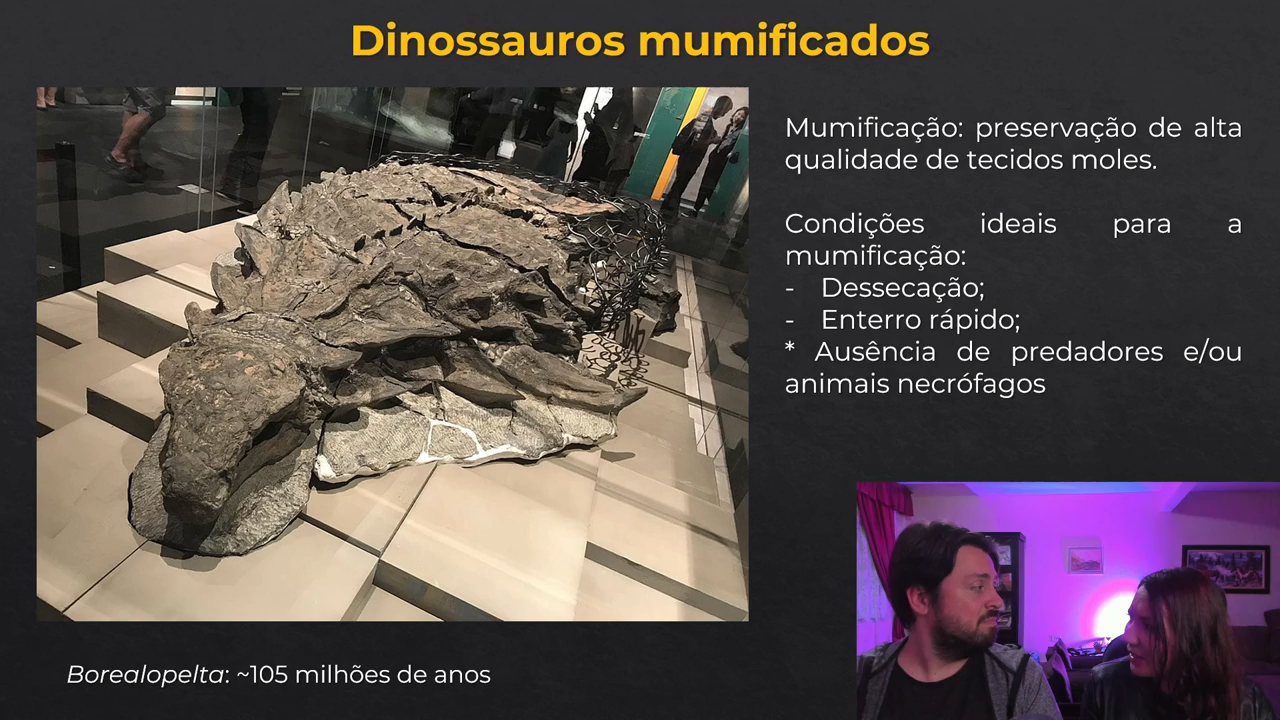 Dinossauros mumificados
Mumificação: preservação de alta
qualidade de tecidos moles.
Condições ideais para a
mumificação:
- Dessecação;
- Enterro rápido;
* Ausência de predadores e/ou
animais necrófagos
Borealopelta: ~105 milhões de anos